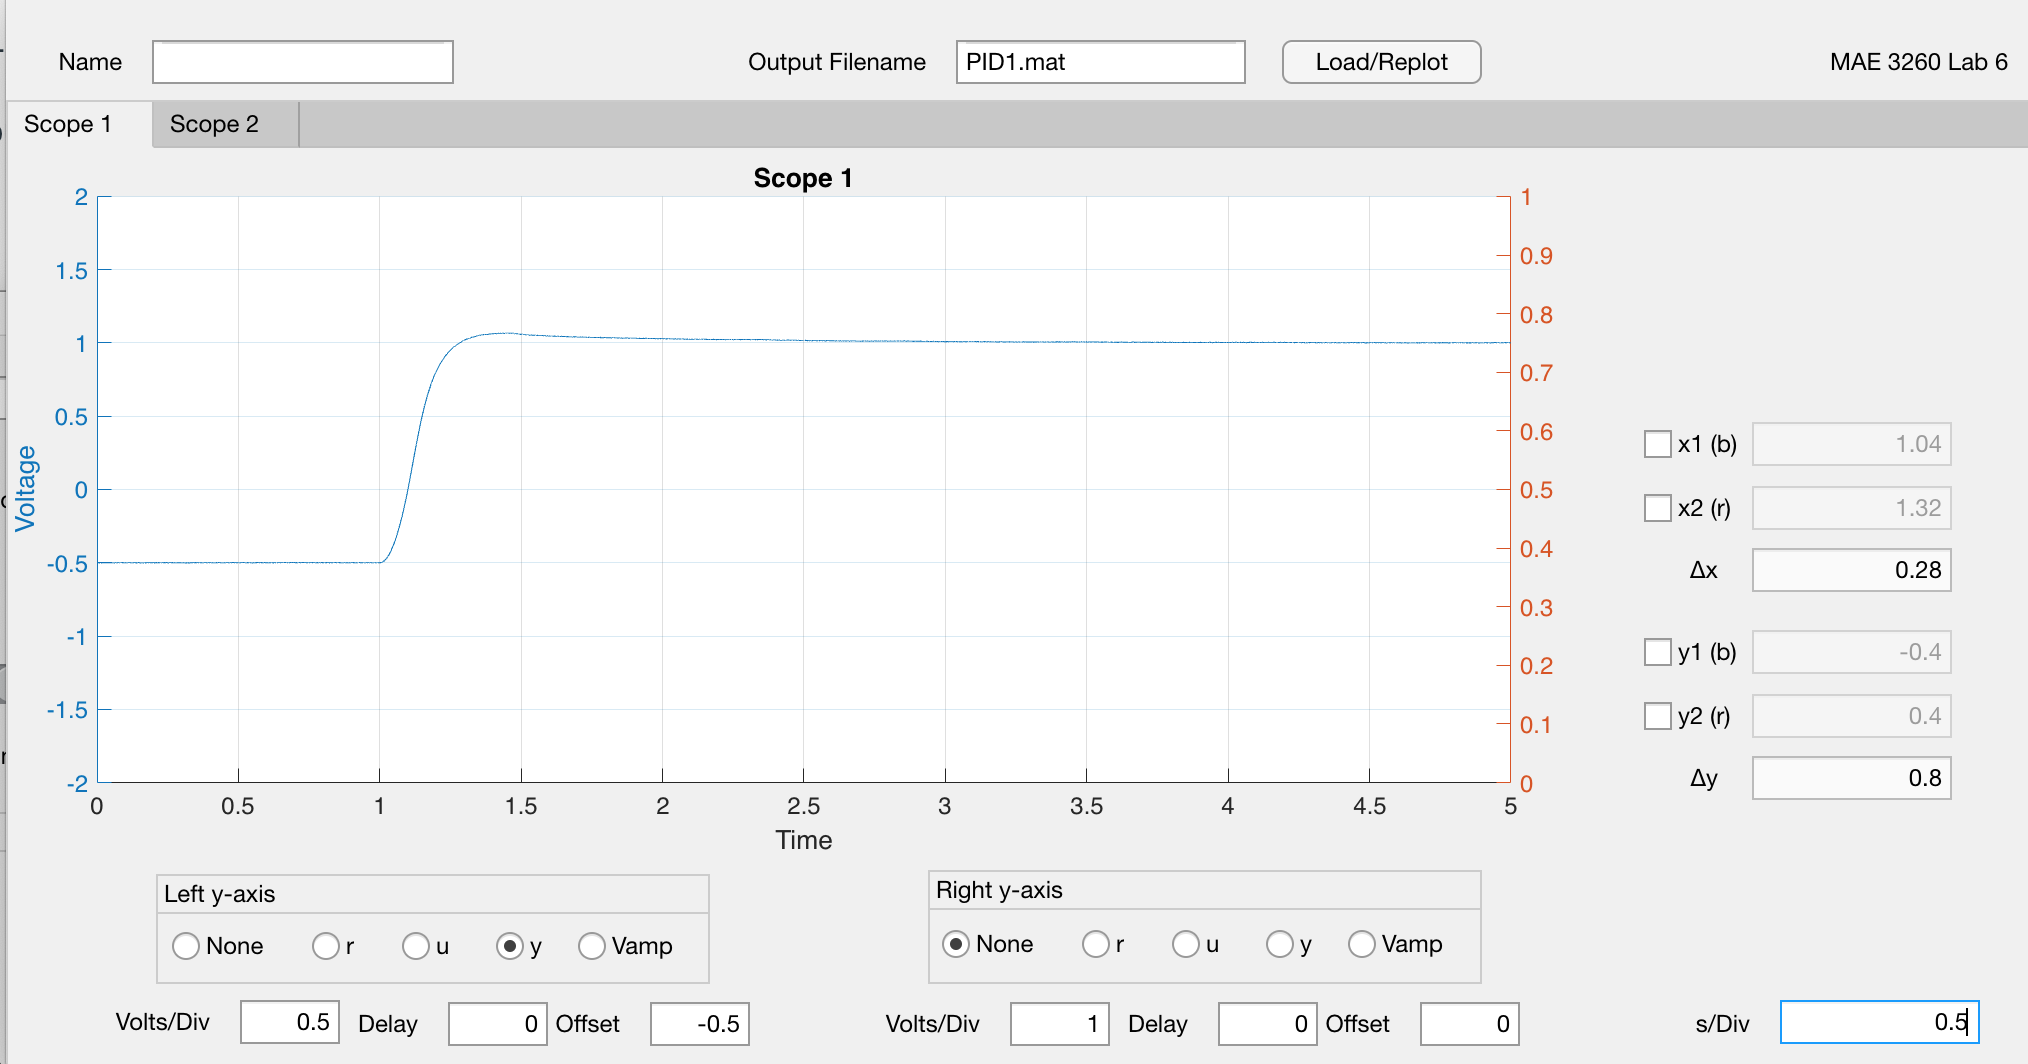 Name
Output Filename PID1.mat Load/Replot MAE 3260 Lab 6
Scope 1 Scope 2
Scope 1
2
1.5
1
0.5
0
-0.5
-1
-1.5
-2
Voltage
1
0.9
0.8
0.7
0.6
0.5
0.4
0.3
0.2
0.1
0
0 0.5 1 1.5 2 2.5 3 3.5 4 4.5 5
Time
x1 (b) 1.04
x2 (r) 1.32
Δx 0.28
y1 (b) -0.4
y2 (r) 0.4
Δy 0.8
Left y-axis
None r u y Vamp
Volts/Div 0.5 Delay 0 Offset -0.5
Right y-axis
None r u y Vamp
Volts/Div 1 Delay 0 Offset 0
s/Div 0.5